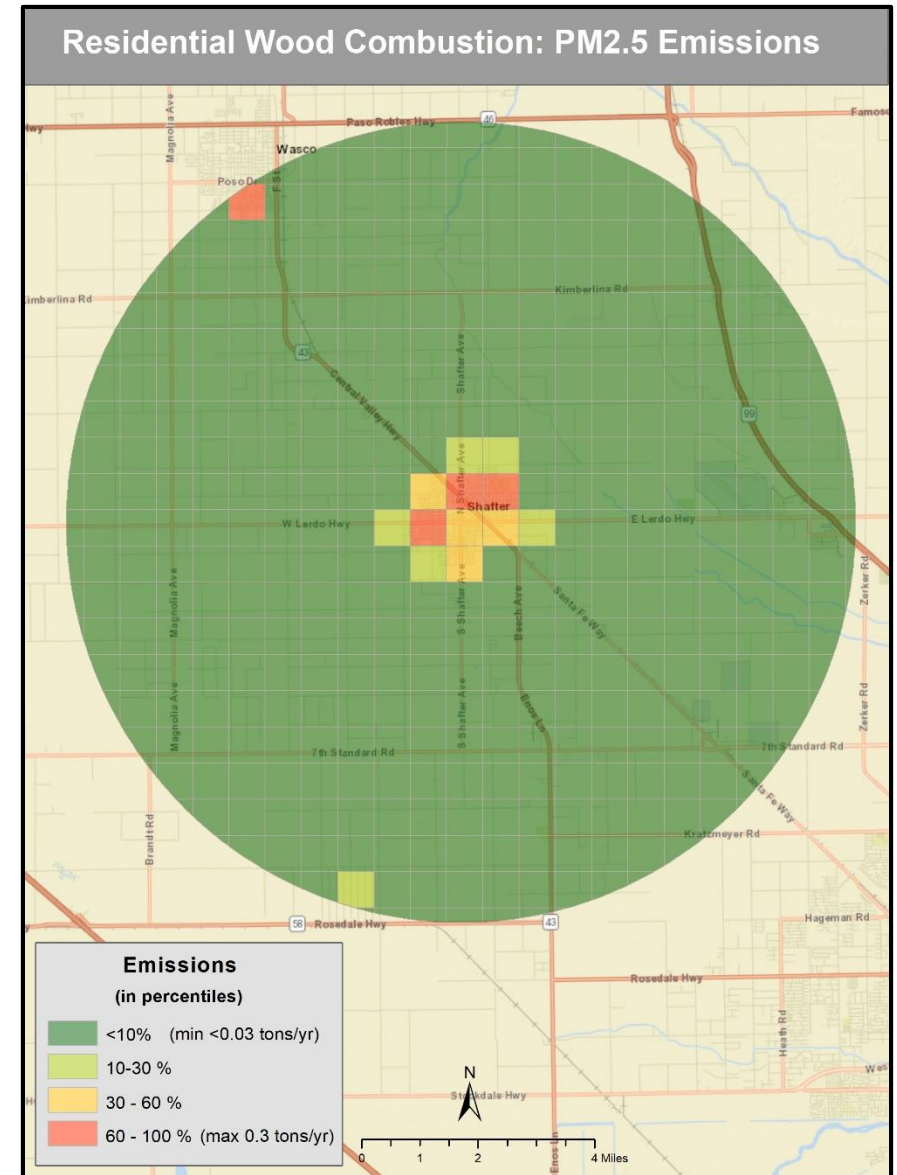 Residential Wood Combustion: PM2.5 Emissions
Magnolia Ave
Paso Robles Hwy
46
Famos
lwy
Wasco
Poso Dr
F St
Kimberlina Rd
imberlina Rd
43
Shafter Ave
Central Valley Hwy
99
N Shafter Ave
Shafter
W Lerdo Hwy
E Lerdo Hwy
Zerker Rd
Magnolia Ave
S Shafter Ave
Beech Ave
Santa Fe Way
Magnolia Ave
S Shafter Ave
Enos Ln
Zerker Rd
7th Standard Rd
7th Standard Rd
Santa Fe Way
Brandt Rd
Kratzmeyer Rd
58
Rosedale Hwy
43
Hageman Rd
Rosedale Hwy
Heath Rd
Wes
Stockdale Hwy
Enos Ln
Emissions
(in percentiles)
<10% (min <0.03 tons/yr)
10-30 %
30 - 60 %
60 - 100 % (max 0.3 tons/yr)
N
0 1 2 4 Miles